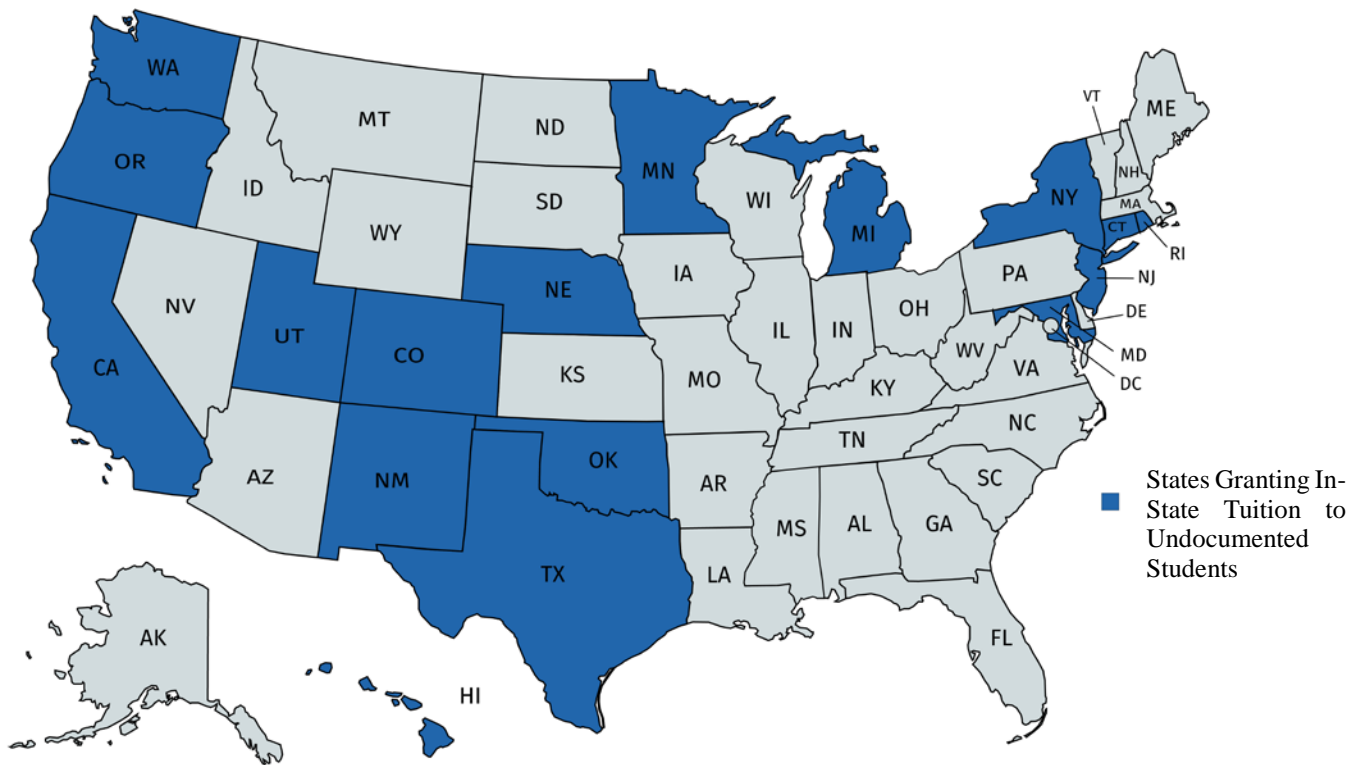 WA
MT
ND
MN
VT
ME
OR
ID
SD
WI
NH
NY
MA
WY
MI
CT
RI
IA
PA
NJ
NE
NV
OH
DE
UT
IL
IN
CO
WV
MD
CA
KS
MO
KY
VA
DC
NC
TN
OK
AZ
NM
AR
SC
MS
AL
GA
TX
LA
AK
FL
HI
States Granting In-
State Tuition to
Undocumented
Students